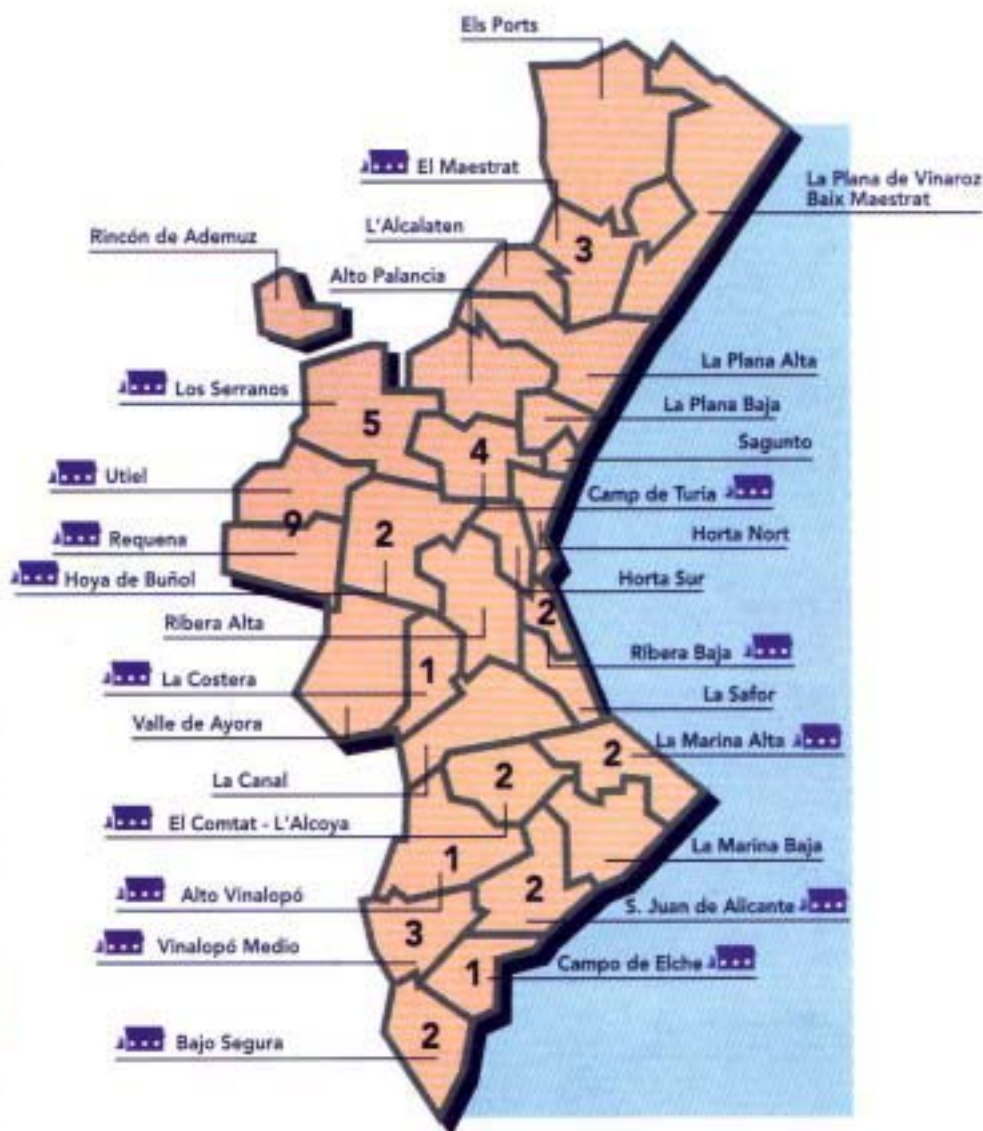 Els Ports
El Maestrat
La Plana de Vinaroz
Baix Maestrat
L'Alcalaten
Rincón de Ademuz
3
Alto Palancia
La Plana Alta
Los Serranos
La Plana Baja
5
Sagunto
4
Utiel
Camp de Turia
9
2
Requena
Horta Nort
Hoya de Buñol
Horta Sur
2
Ribera Alta
Ribera Baja
1
La Costera
La Safor
Valle de Ayora
La Marina Alta
2
2
La Canal
El Comtat - L'Alcoya
La Marina Baja
1
2
Alto Vinalopó
S. Juan de Alicante
3
Vinalopó Medio
Campo de Elche
1
2
Bajo Segura